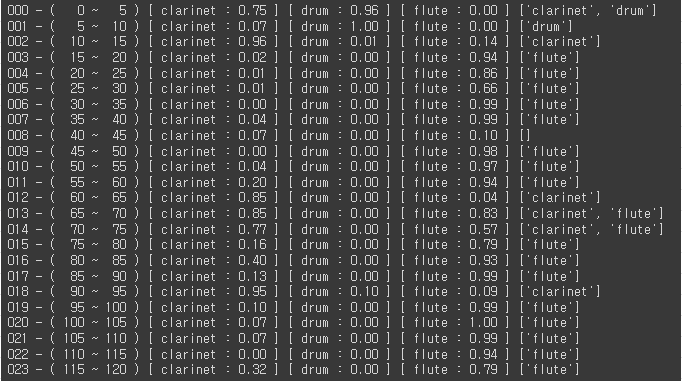 000 - (   0 ~   5 ) [ clarinet : 0.75 ] [ drum : 0.96 ] [ flute : 0.00 ] ['clarinet', 'drum']
001 - (   5 ~  10 ) [ clarinet : 0.07 ] [ drum : 1.00 ] [ flute : 0.00 ] ['drum']
002 - (  10 ~  15 ) [ clarinet : 0.96 ] [ drum : 0.01 ] [ flute : 0.14 ] ['clarinet']
003 - (  15 ~  20 ) [ clarinet : 0.02 ] [ drum : 0.00 ] [ flute : 0.94 ] ['flute']
004 - (  20 ~  25 ) [ clarinet : 0.01 ] [ drum : 0.00 ] [ flute : 0.86 ] ['flute']
005 - (  25 ~  30 ) [ clarinet : 0.01 ] [ drum : 0.00 ] [ flute : 0.66 ] ['flute']
006 - (  30 ~  35 ) [ clarinet : 0.00 ] [ drum : 0.00 ] [ flute : 0.99 ] ['flute']
007 - (  35 ~  40 ) [ clarinet : 0.04 ] [ drum : 0.00 ] [ flute : 0.99 ] ['flute']
008 - (  40 ~  45 ) [ clarinet : 0.07 ] [ drum : 0.00 ] [ flute : 0.10 ] []
009 - (  45 ~  50 ) [ clarinet : 0.00 ] [ drum : 0.00 ] [ flute : 0.98 ] ['flute']
010 - (  50 ~  55 ) [ clarinet : 0.04 ] [ drum : 0.00 ] [ flute : 0.97 ] ['flute']
011 - (  55 ~  60 ) [ clarinet : 0.20 ] [ drum : 0.00 ] [ flute : 0.94 ] ['flute']
012 - (  60 ~  65 ) [ clarinet : 0.85 ] [ drum : 0.00 ] [ flute : 0.04 ] ['clarinet']
013 - (  65 ~  70 ) [ clarinet : 0.85 ] [ drum : 0.00 ] [ flute : 0.83 ] ['clarinet', 'flute']
014 - (  70 ~  75 ) [ clarinet : 0.77 ] [ drum : 0.00 ] [ flute : 0.57 ] ['clarinet', 'flute']
015 - (  75 ~  80 ) [ clarinet : 0.16 ] [ drum : 0.00 ] [ flute : 0.79 ] ['flute']
016 - (  80 ~  85 ) [ clarinet : 0.40 ] [ drum : 0.00 ] [ flute : 0.93 ] ['flute']
017 - (  85 ~  90 ) [ clarinet : 0.13 ] [ drum : 0.00 ] [ flute : 0.99 ] ['flute']
018 - (  90 ~  95 ) [ clarinet : 0.95 ] [ drum : 0.10 ] [ flute : 0.09 ] ['clarinet']
019 - (  95 ~ 100 ) [ clarinet : 0.10 ] [ drum : 0.00 ] [ flute : 0.99 ] ['flute']
020 - ( 100 ~ 105 ) [ clarinet : 0.07 ] [ drum : 0.00 ] [ flute : 1.00 ] ['flute']
021 - ( 105 ~ 110 ) [ clarinet : 0.07 ] [ drum : 0.00 ] [ flute : 0.99 ] ['flute']
022 - ( 110 ~ 115 ) [ clarinet : 0.00 ] [ drum : 0.00 ] [ flute : 0.94 ] ['flute']
023 - ( 115 ~ 120 ) [ clarinet : 0.32 ] [ drum : 0.00 ] [ flute : 0.79 ] ['flute']